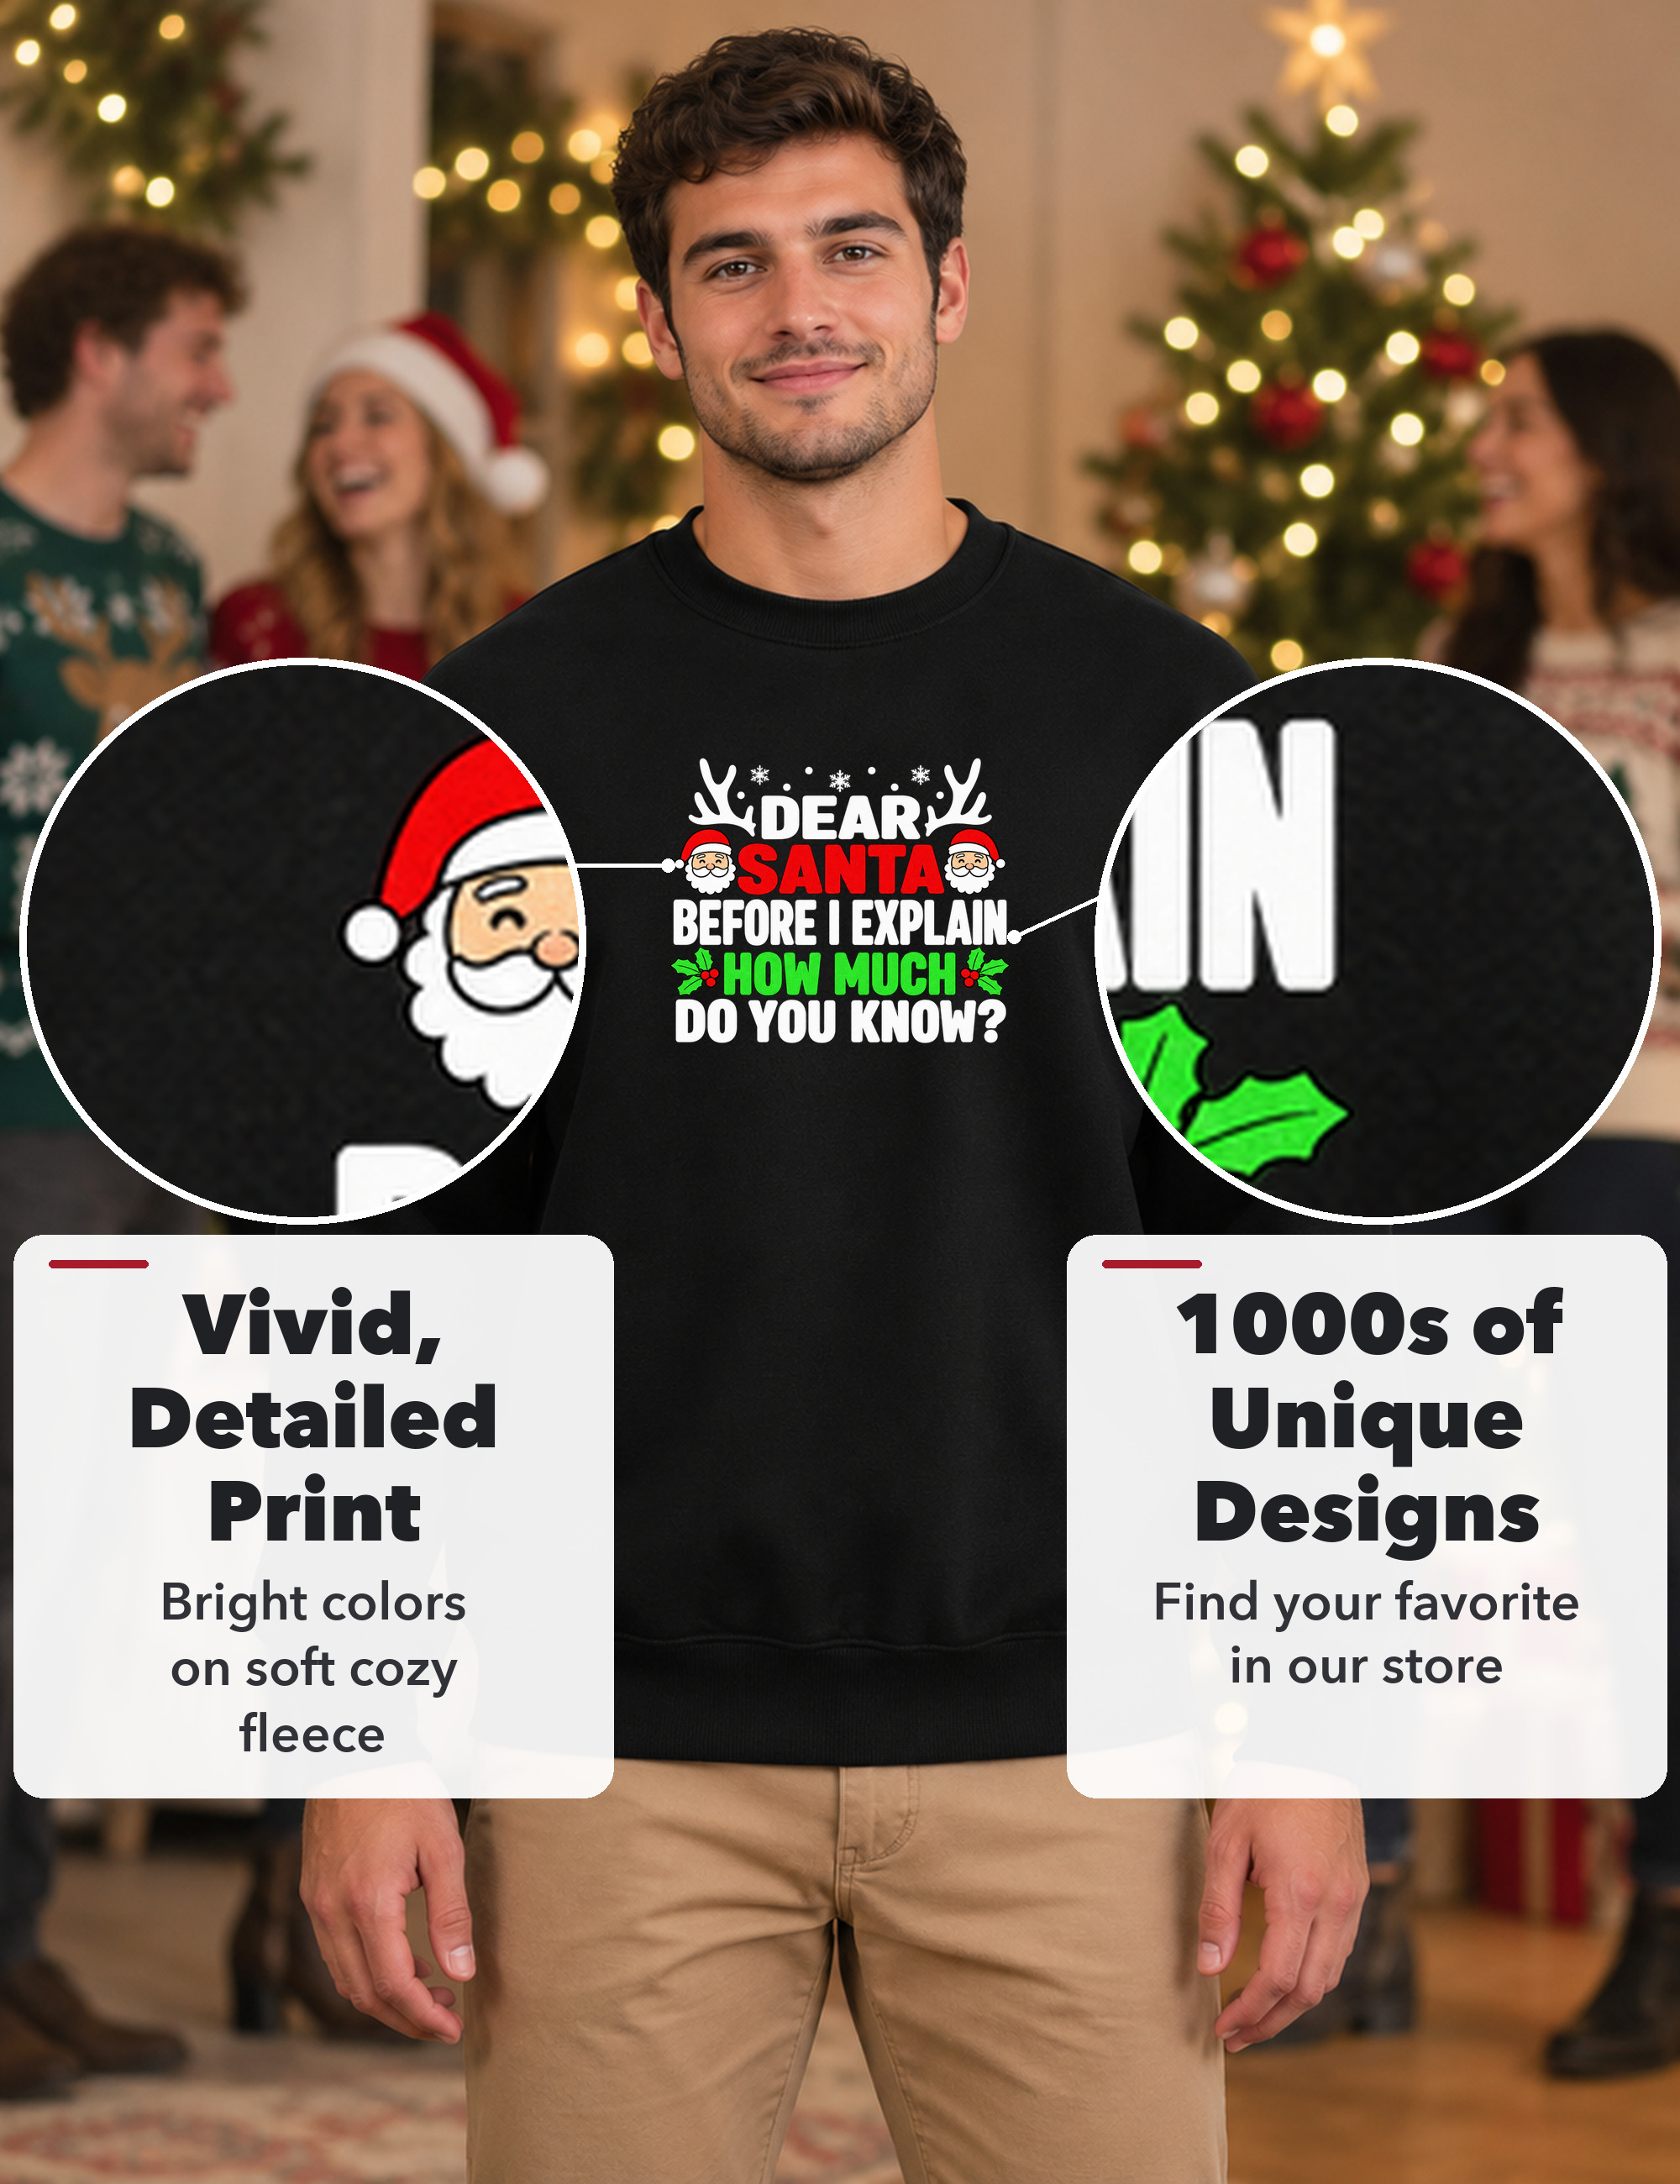 DEAR
SANTA
BEFORE I EXPLAIN
HOW MUCH
DO YOU KNOW?
AIN
Vivid,
Detailed
Print
Bright colors
on soft cozy
fleece
1000s of
Unique
Designs
Find your favorite
in our store